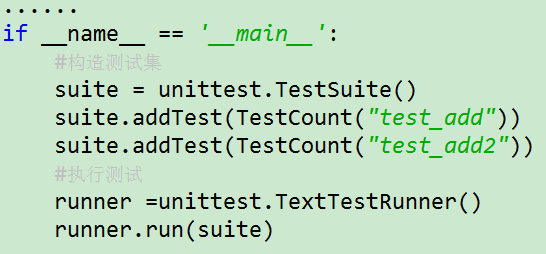 ......
if __name__ == '__main__':
    #构造测试集
    suite = unittest.TestSuite()
    suite.addTest(TestCount("test_add"))
    suite.addTest(TestCount("test_add2"))
    #执行测试
    runner =unittest.TextTestRunner()
    runner.run(suite)